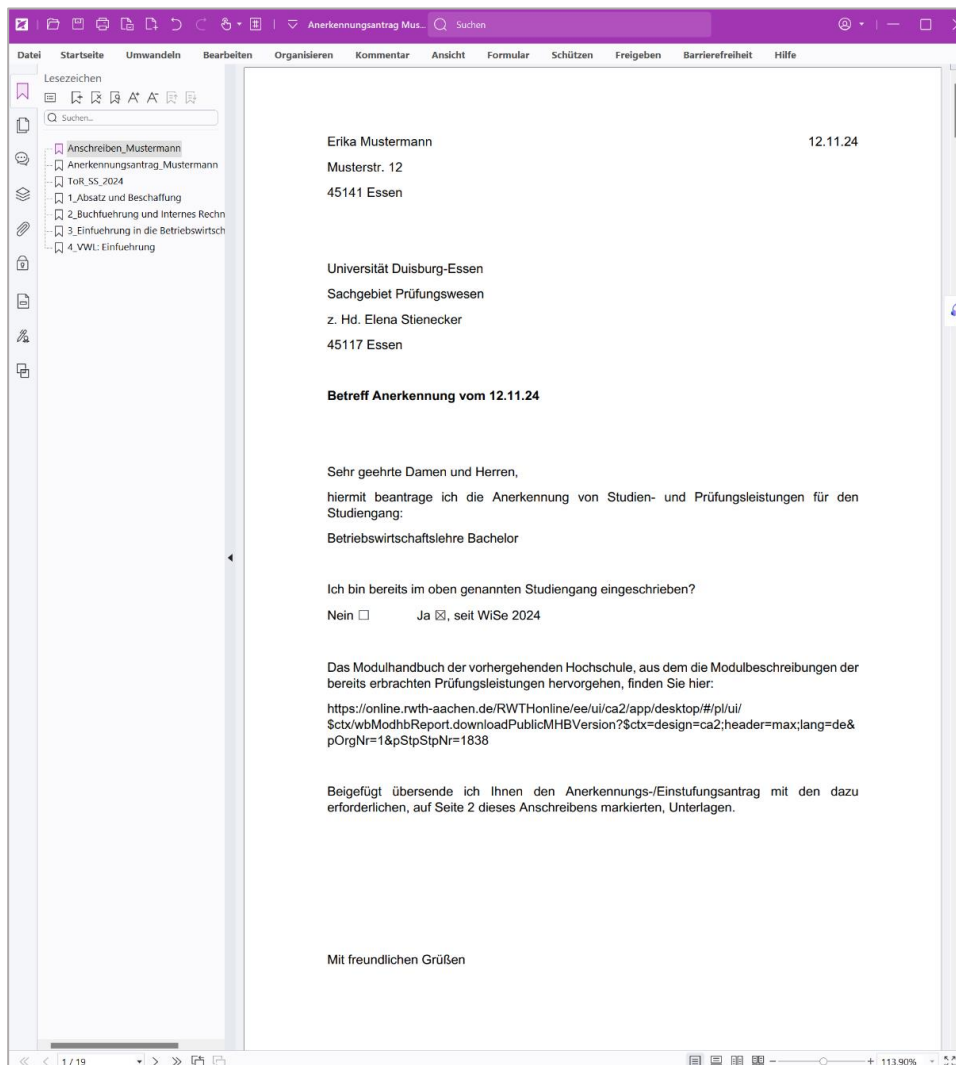 Anerkennungsantrag Mus...
Suchen
Datei Startseite Umwandeln Bearbeiten Organisieren Kommentar Ansicht Formular Schützen Freigeben Barrierefreiheit Hilfe
Lesezeichen
Suchen...
Anschreiben_Mustermann
Anerkennungsantrag_Mustermann
ToR_SS_2024
1_Absatz und Beschaffung
2_Buchfuehrung und Internes Rechn
3_Einfuehrung in die Betriebswirtsch
4_VWL: Einfuehrung
Erika Mustermann 12.11.24
Musterstr. 12
45141 Essen
Universität Duisburg-Essen
Sachgebiet Prüfungswesen
z. Hd. Elena Stienecker
45117 Essen
Betreff Anerkennung vom 12.11.24
Sehr geehrte Damen und Herren,
hiermit beantrage ich die Anerkennung von Studien- und Prüfungsleistungen für den
Studiengang:
Betriebswirtschaftslehre Bachelor
Ich bin bereits im oben genannten Studiengang eingeschrieben?
Nein ☐ Ja ☒, seit WiSe 2024
Das Modulhandbuch der vorhergehenden Hochschule, aus dem die Modulbeschreibungen der
bereits erbrachten Prüfungsleistungen hervorgehen, finden Sie hier:
https://online.rwth-aachen.de/RWTHonline/ee/ui/ca2/app/desktop/#/pl/ui/
$ctx/wbModhbReport.downloadPublicMHBVersion?$ctx=design=ca2;header=max;lang=de&
pOrgNr=1&pStpStpNr=1838
Beigefügt übersende ich Ihnen den Anerkennungs-/Einstufungsantrag mit den dazu
erforderlichen, auf Seite 2 dieses Anschreibens markierten, Unterlagen.
Mit freundlichen Grüßen
1 / 19
113.90%